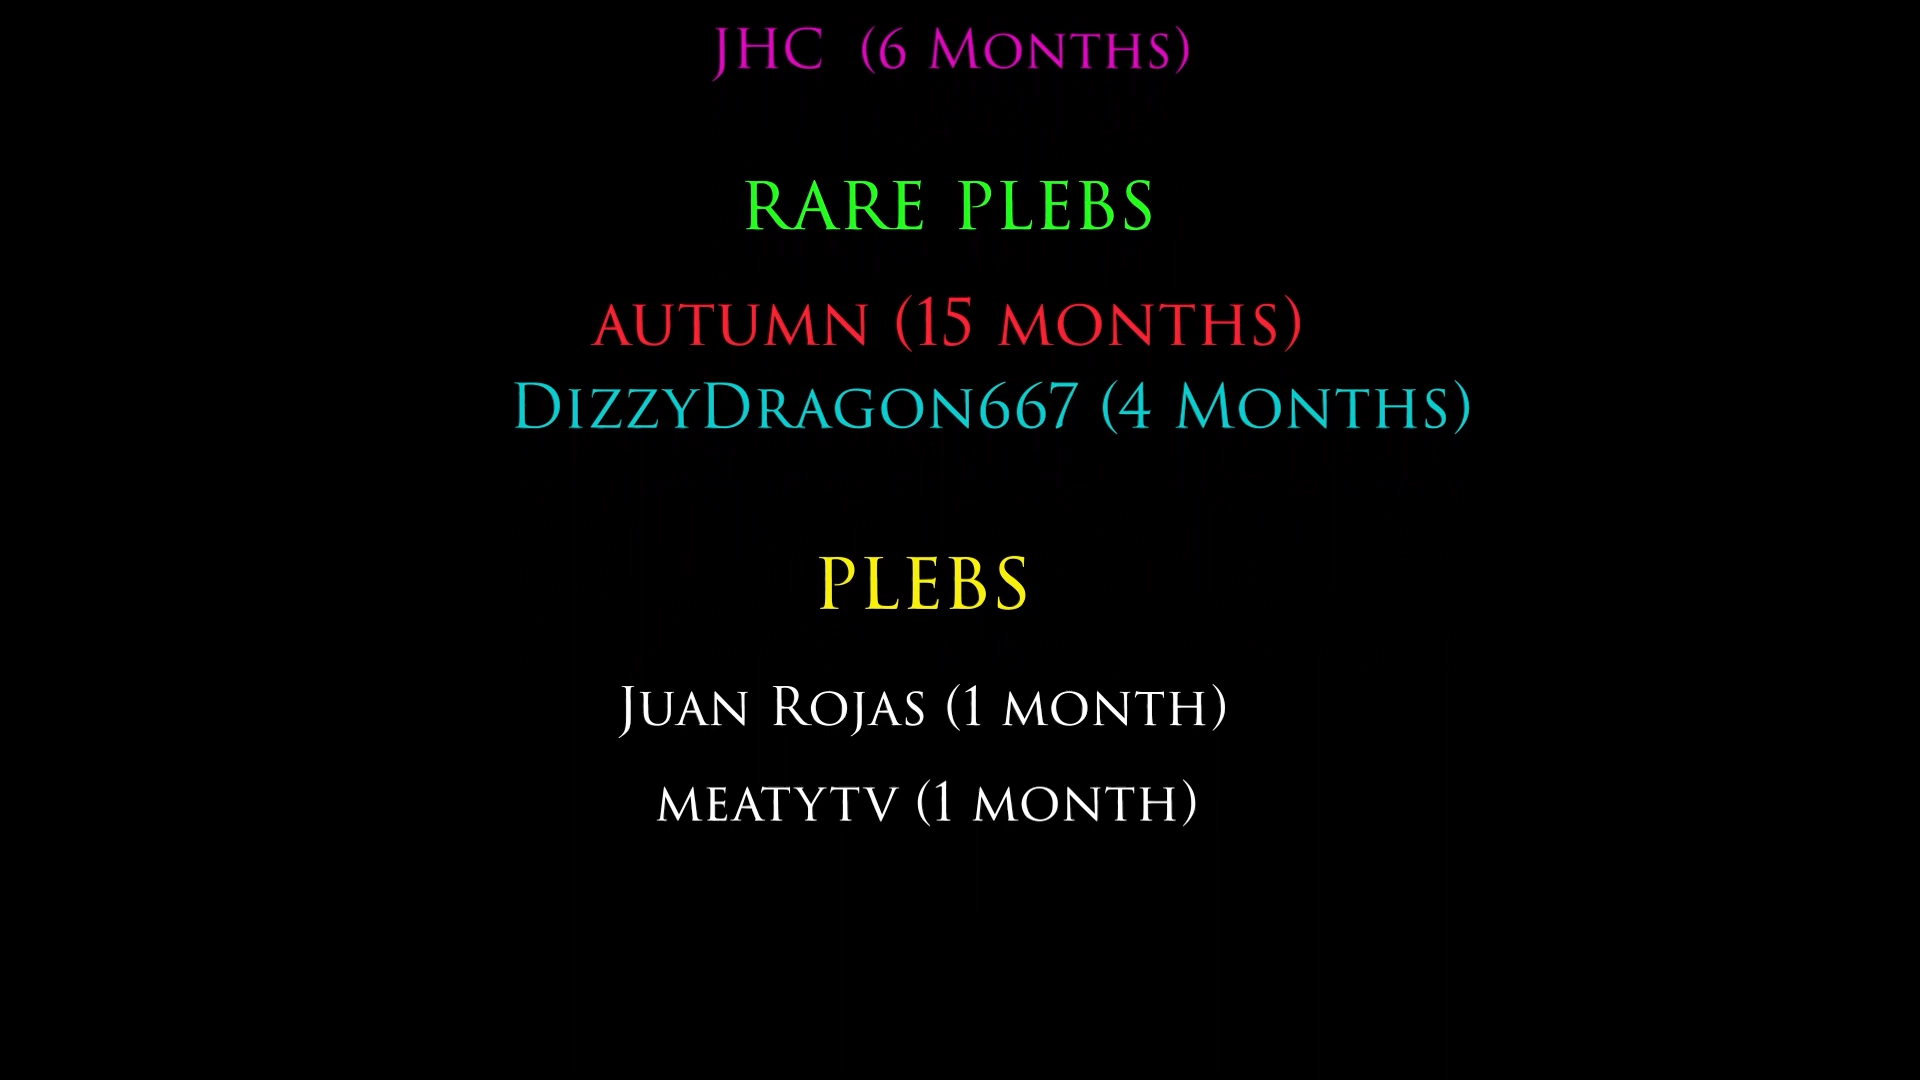 JHC (6 Months)
RARE PLEBS
AUTUMN (15 MONTHS)
DizzyDragon667 (4 Months)
PLEBS
Juan Rojas (1 month)
MEATYTV (1 MONTH)